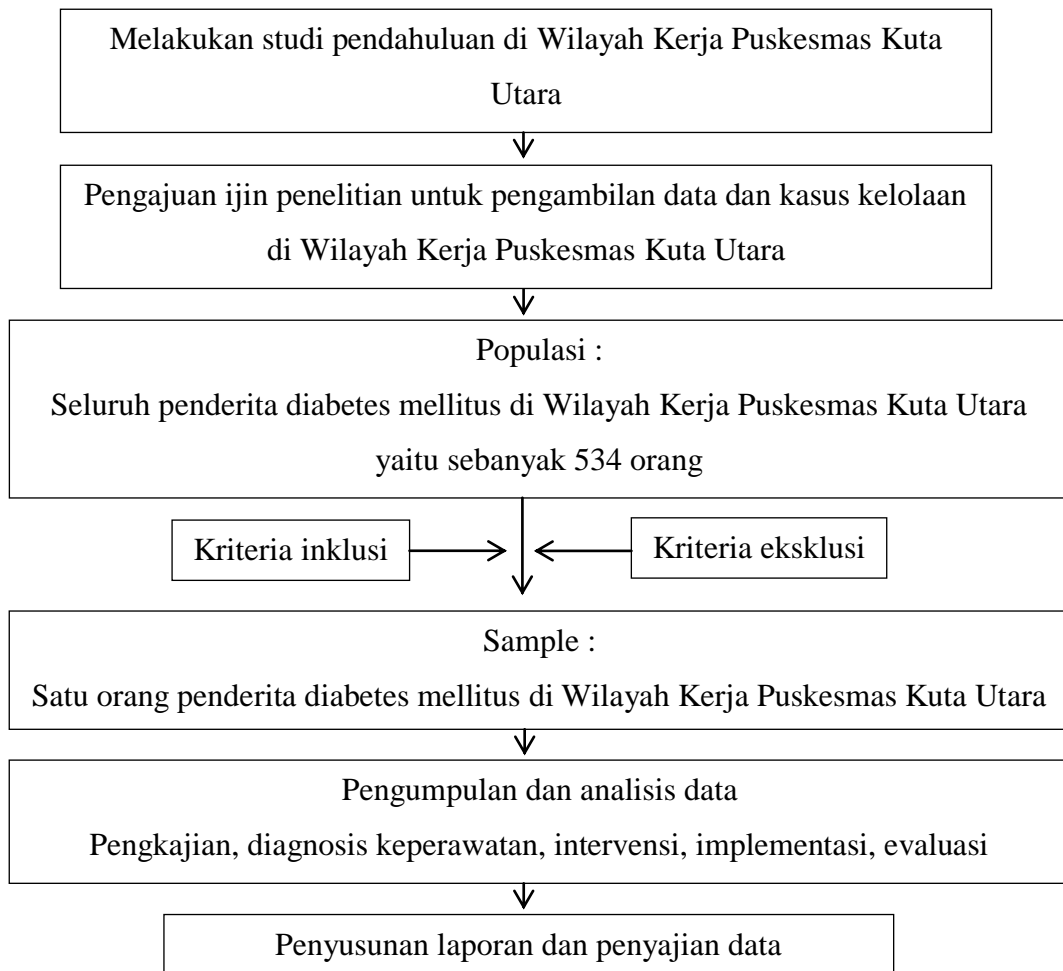 Melakukan studi pendahuluan di Wilayah Kerja Puskesmas Kuta
Utara
Pengajuan ijin penelitian untuk pengambilan data dan kasus kelolaan
di Wilayah Kerja Puskesmas Kuta Utara
Populasi :
Seluruh penderita diabetes mellitus di Wilayah Kerja Puskesmas Kuta Utara
yaitu sebanyak 534 orang
Kriteria inklusi
Kriteria eksklusi
Sample :
Satu orang penderita diabetes mellitus di Wilayah Kerja Puskesmas Kuta Utara
Pengumpulan dan analisis data
Pengkajian, diagnosis keperawatan, intervensi, implementasi, evaluasi
Penyusunan laporan dan penyajian data